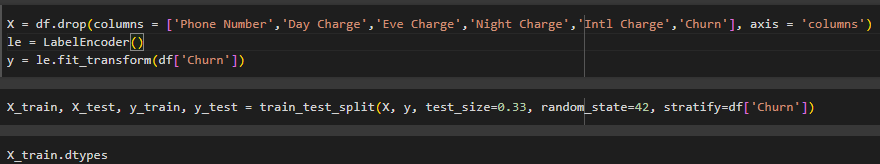 X = df.drop(columns = ['Phone Number','Day Charge','Eve Charge','Night Charge','Intl Charge','Churn'], axis = 'columns')
le = LabelEncoder()
y = le.fit_transform(df['Churn'])
X_train, X_test, y_train, y_test = train_test_split(X, y, test_size=0.33, random_state=42, stratify=df['Churn'])
X_train.dtypes